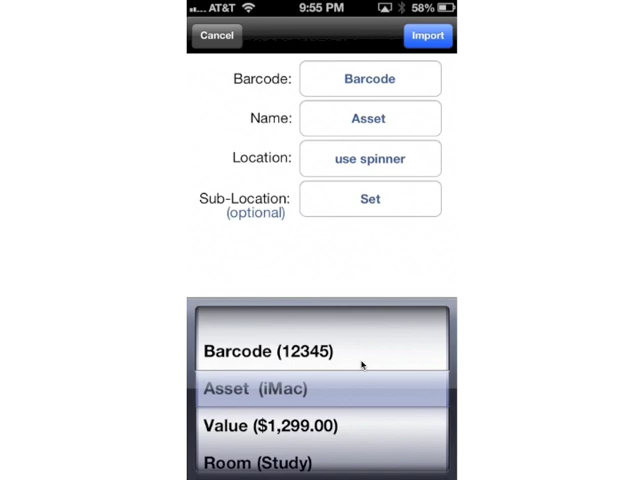 AT&T 9:55 PM 58%
Cancel Import
Barcode: Barcode
Name: Asset
Location: use spinner
Sub-Location: Set
(optional)
Barcode (12345)
Asset (iMac)
Value ($1,299.00)
Room (Study)